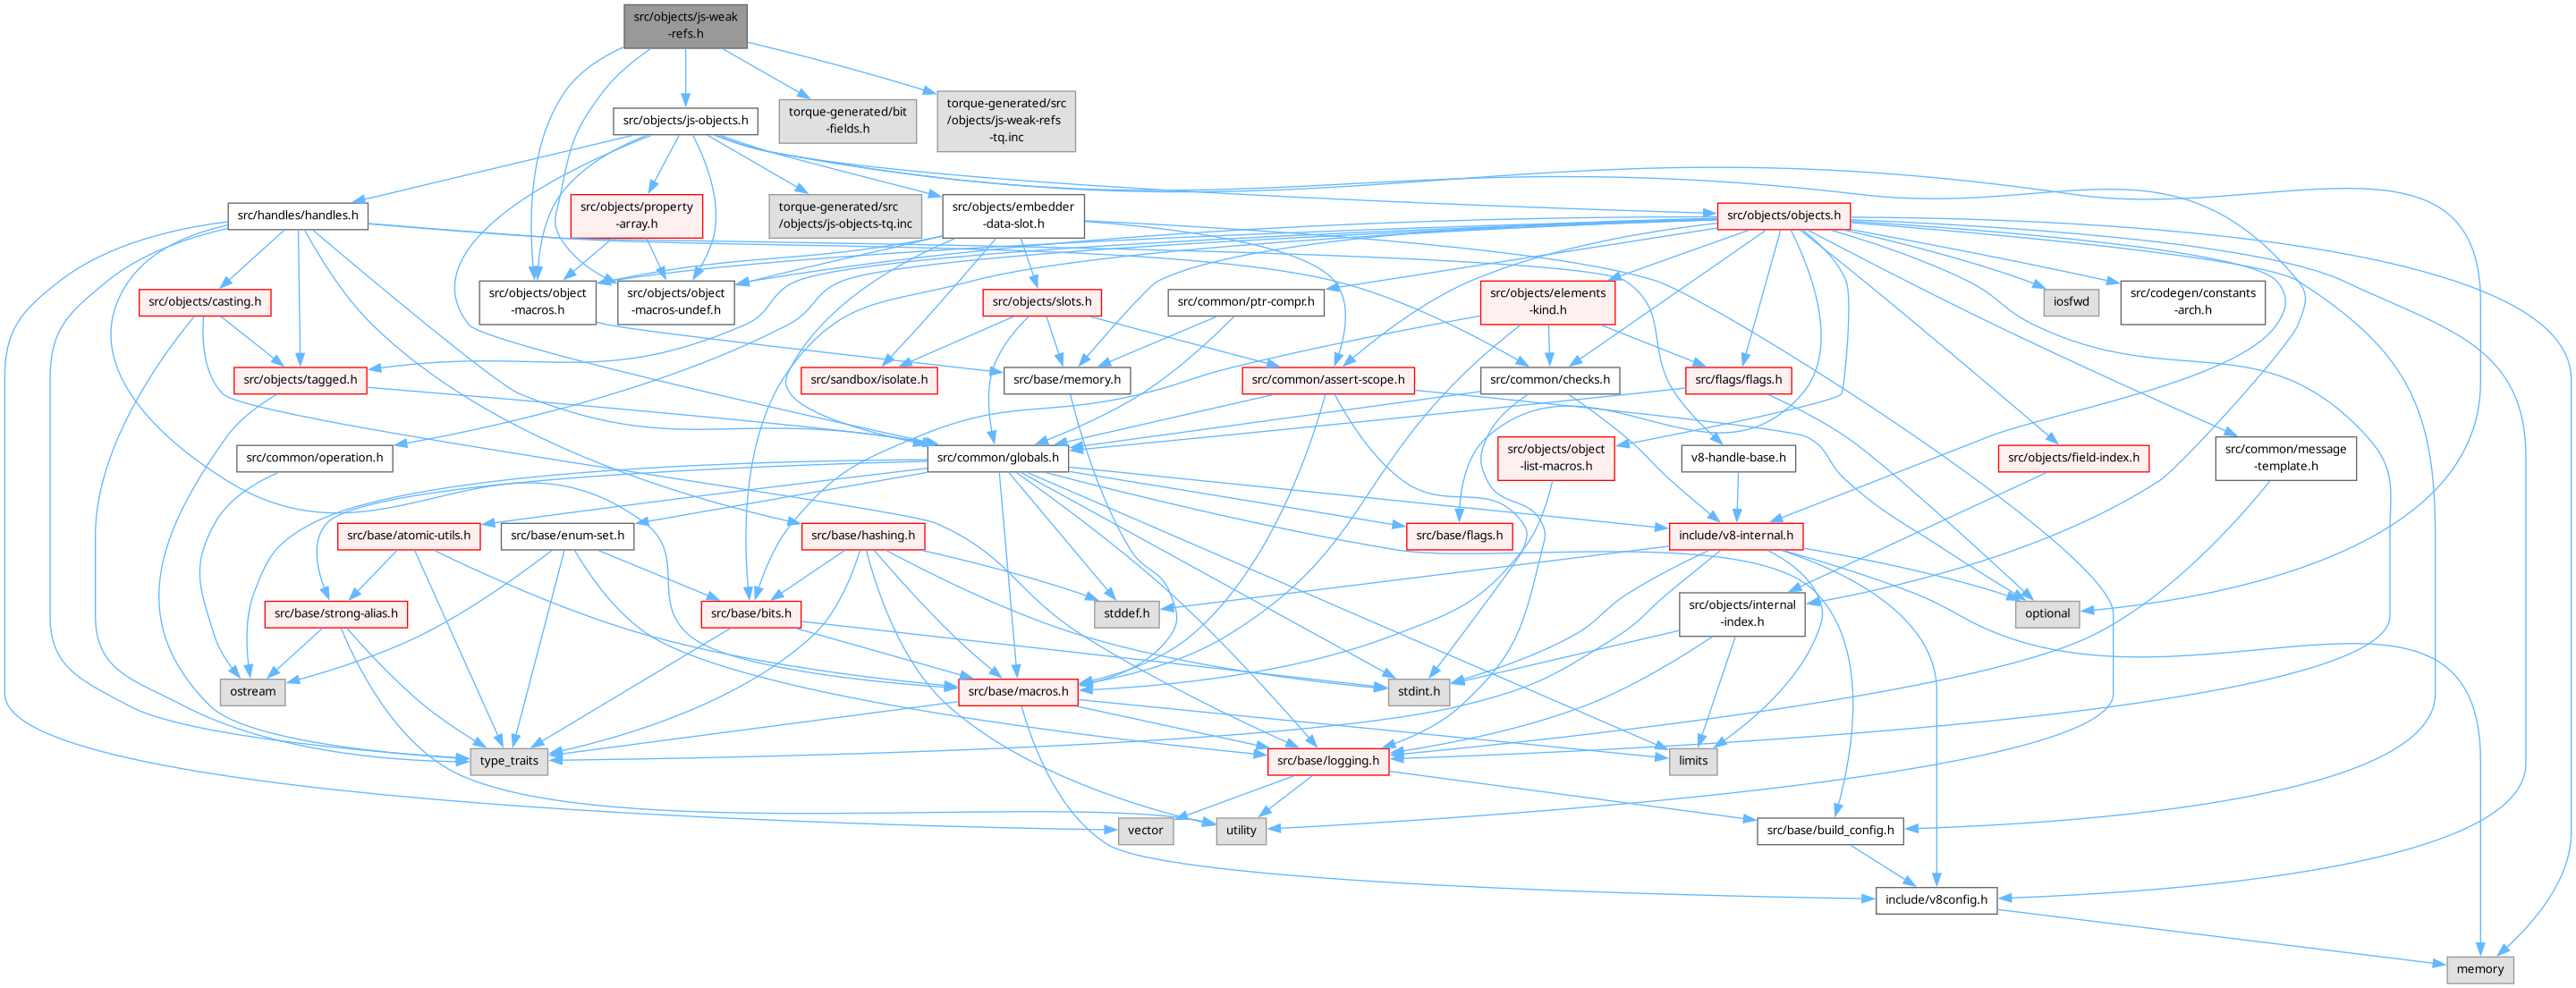 src/objects/js-weak
-refs.h
src/objects/js-objects.h
torque-generated/bit
-fields.h
torque-generated/src
/objects/js-weak-refs
-tq.inc
src/handles/handles.h
src/objects/property
-array.h
torque-generated/src
/objects/js-objects-tq.inc
src/objects/embedder
-data-slot.h
src/objects/objects.h
src/objects/casting.h
src/objects/object
-macros.h
src/objects/object
-macros-undef.h
src/objects/slots.h
src/common/ptr-compr.h
src/objects/elements
-kind.h
iosfwd
src/codegen/constants
-arch.h
src/objects/tagged.h
src/sandbox/isolate.h
src/base/memory.h
src/common/assert-scope.h
src/common/checks.h
src/flags/flags.h
src/common/operation.h
src/common/globals.h
src/objects/object
-list-macros.h
v8-handle-base.h
src/objects/field-index.h
src/common/message
-template.h
src/base/atomic-utils.h
src/base/enum-set.h
src/base/hashing.h
src/base/flags.h
include/v8-internal.h
src/base/strong-alias.h
src/base/bits.h
stddef.h
src/objects/internal
-index.h
optional
ostream
src/base/macros.h
stdint.h
type_traits
src/base/logging.h
limits
vector
utility
src/base/build_config.h
include/v8config.h
memory